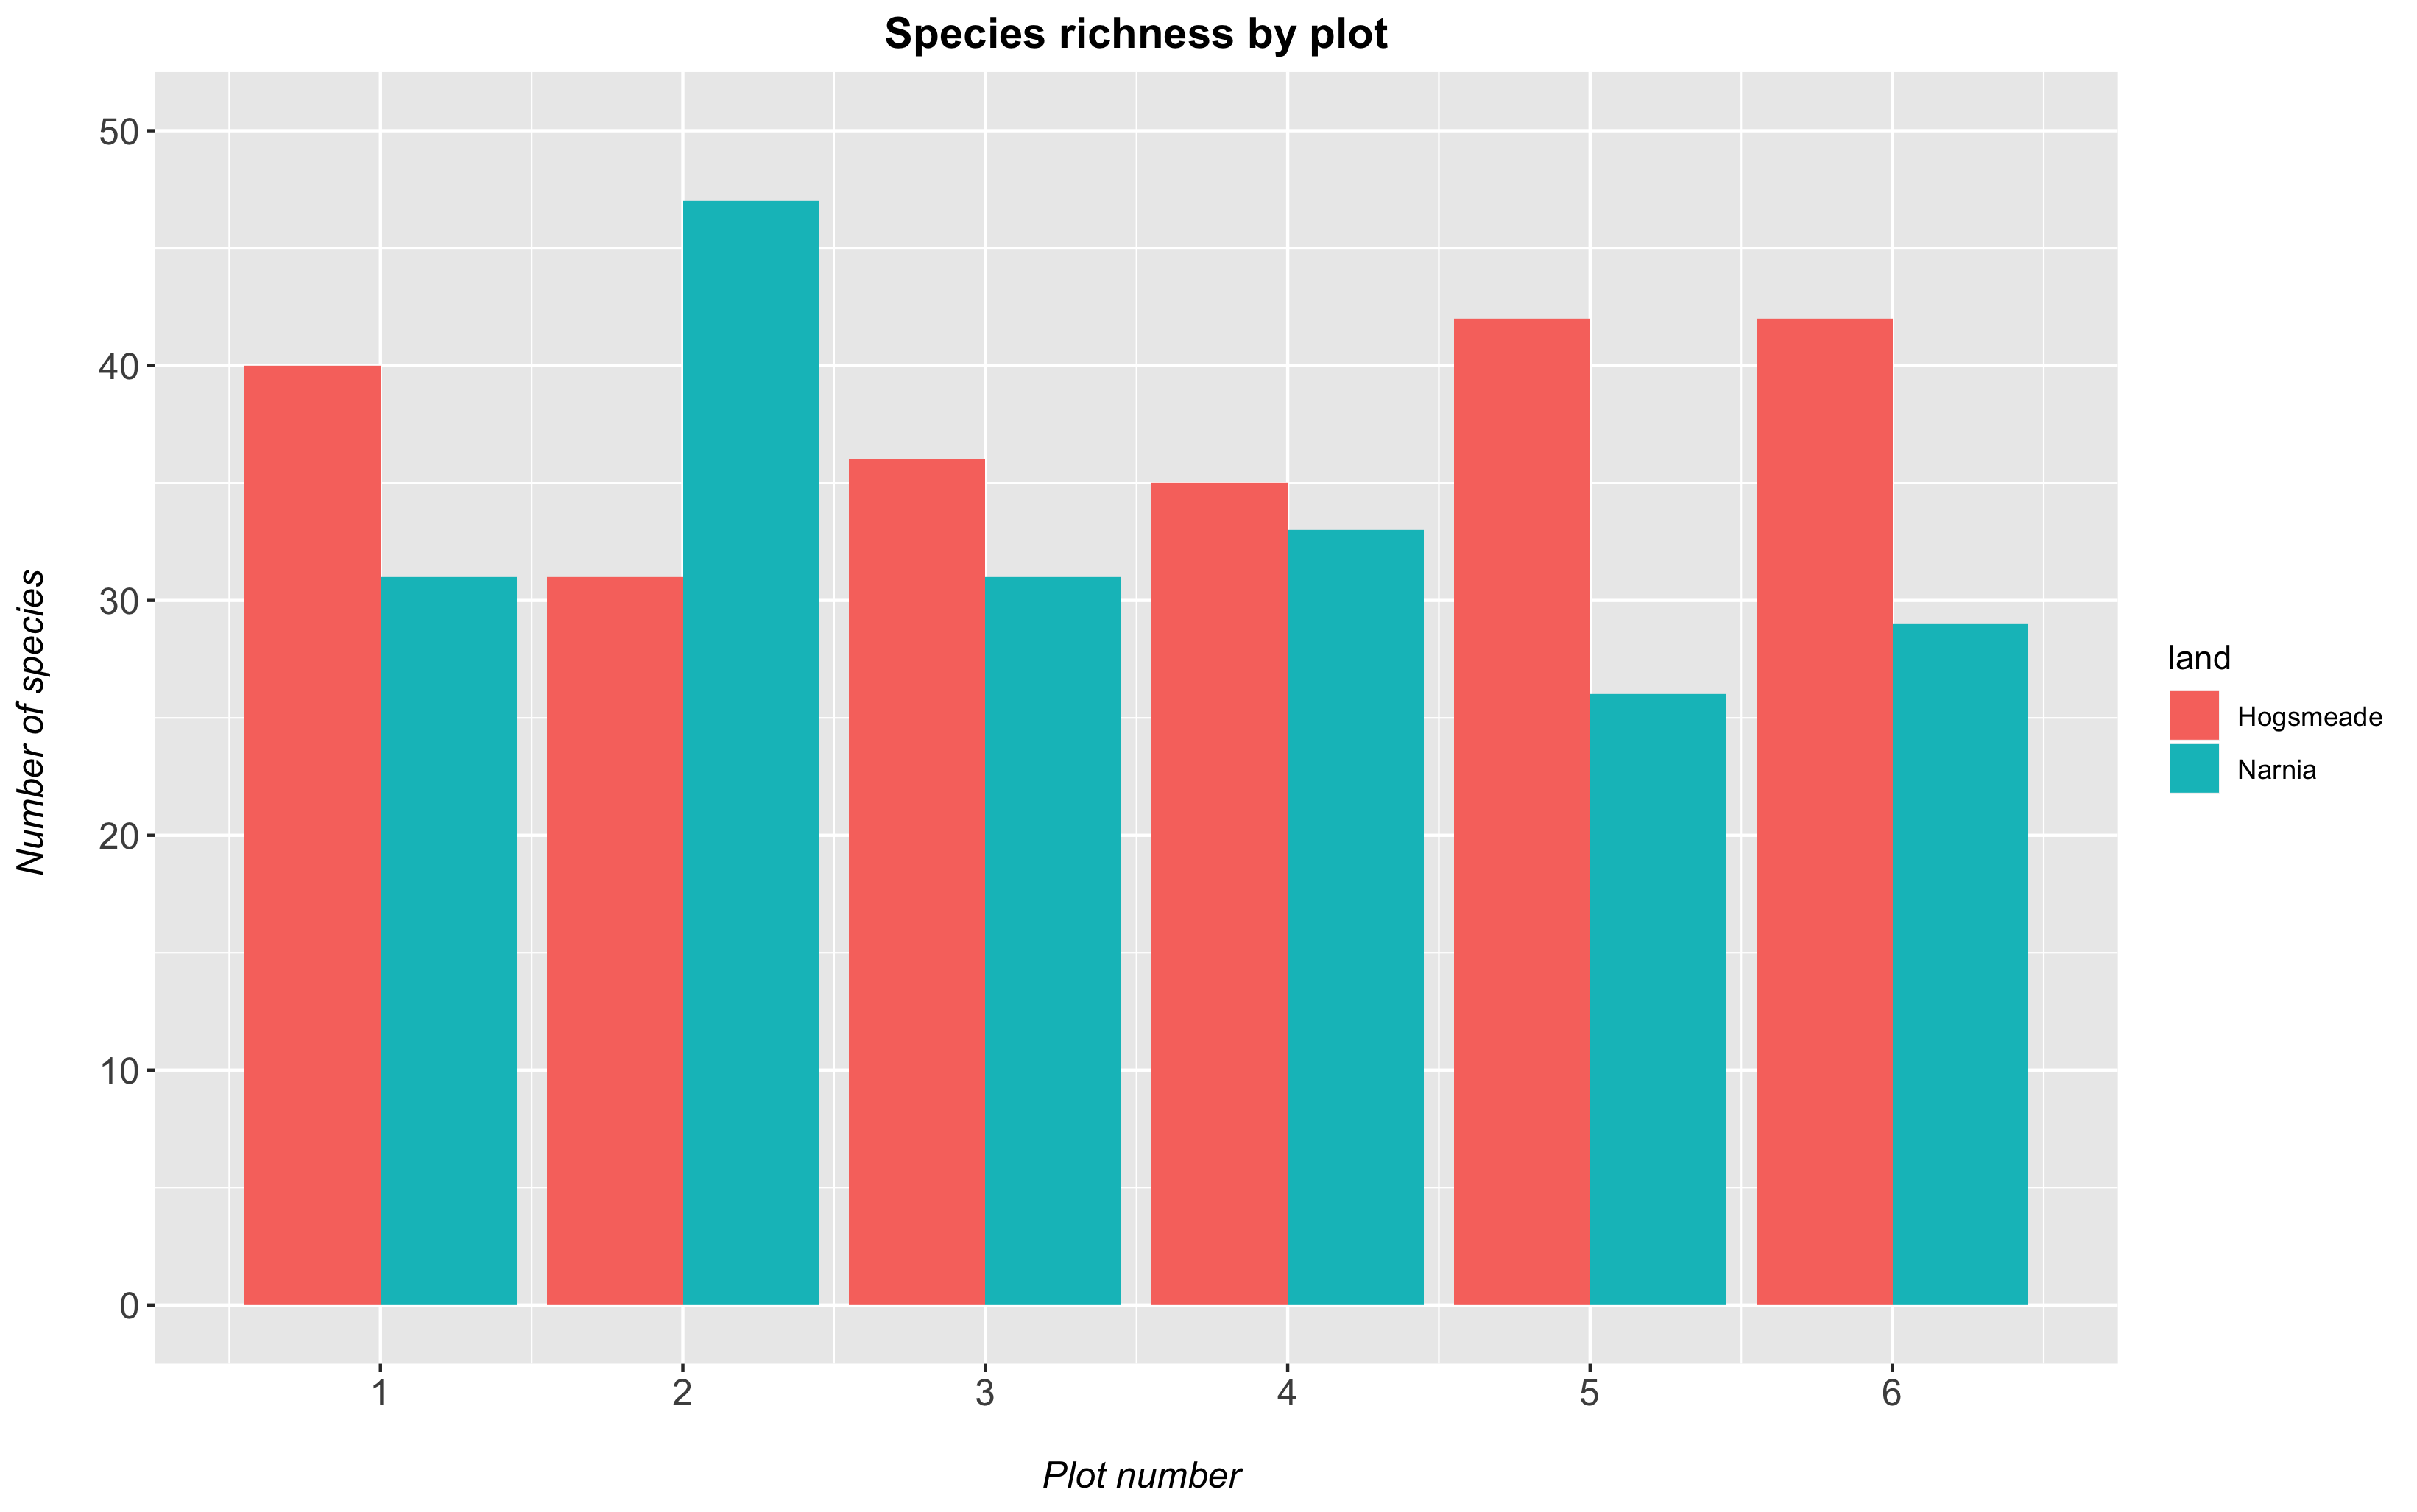 Species richness by plot
50
40
30
20
10
0
Number of species
1 2 3 4 5 6
Plot number
land
Hogsmeade
Narnia